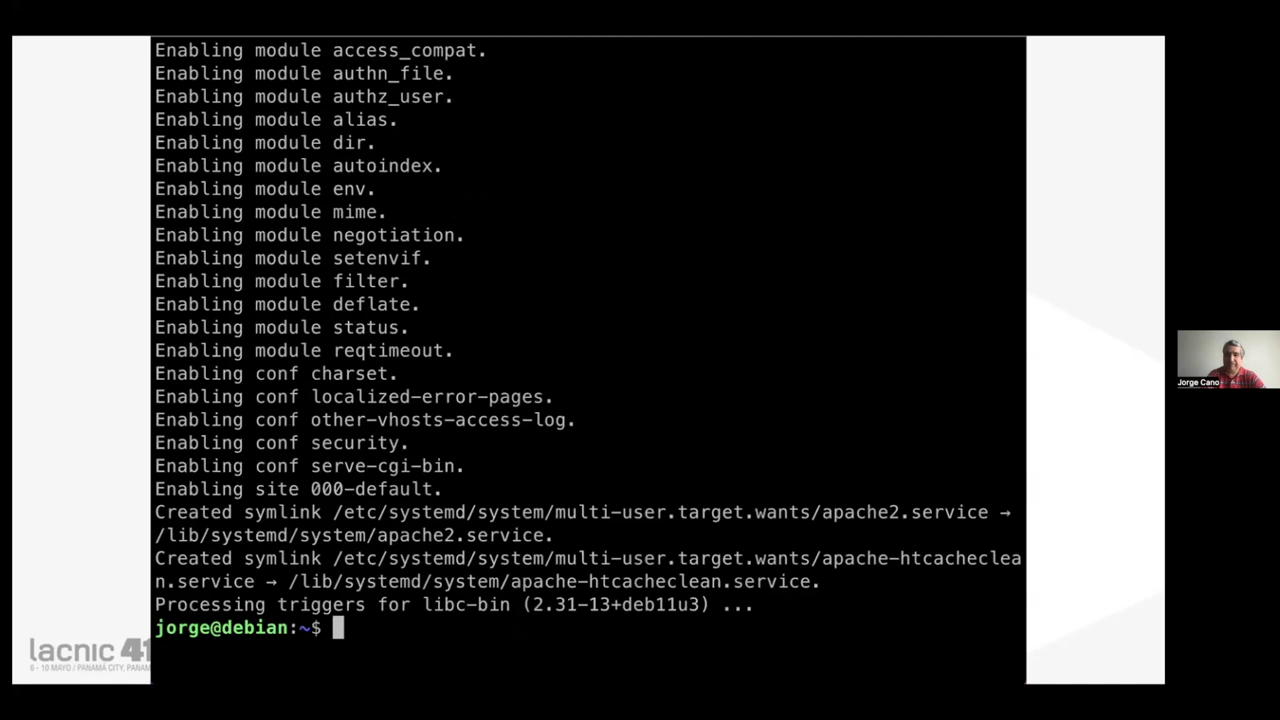 Enabling module access_compat.
Enabling module authn_file.
Enabling module authz_user.
Enabling module alias.
Enabling module dir.
Enabling module autoindex.
Enabling module env.
Enabling module mime.
Enabling module negotiation.
Enabling module setenvif.
Enabling module filter.
Enabling module deflate.
Enabling module status.
Enabling module reqtimeout.
Enabling conf charset.
Enabling conf localized-error-pages.
Enabling conf other-vhosts-access-log.
Enabling conf security.
Enabling conf serve-cgi-bin.
Enabling site 000-default.
Created symlink /etc/systemd/system/multi-user.target.wants/apache2.service →
/lib/systemd/system/apache2.service.
Created symlink /etc/systemd/system/multi-user.target.wants/apache-htcacheclea
n.service → /lib/systemd/system/apache-htcacheclean.service.
Processing triggers for libc-bin (2.31-13+deb11u3) ...
jorge@debian:~$
lacnic 41
6 - 10 MAYO / PANAMÁ CITY, PANAM
Jorge Cano